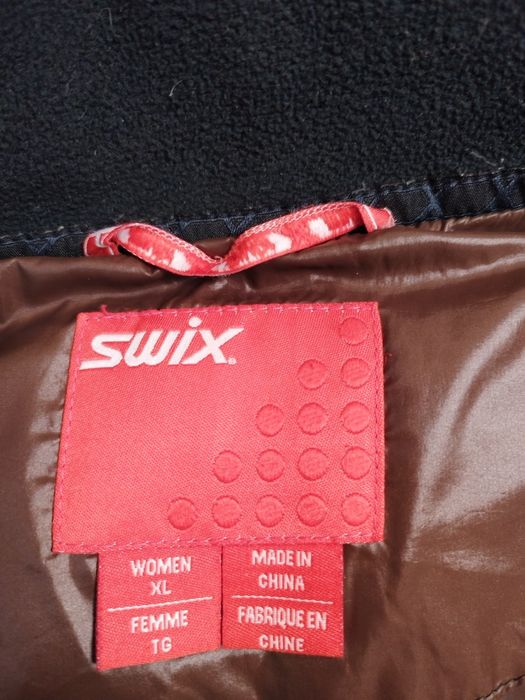 SWIX.
WOMEN
XL
FEMME
TG
MADE IN
CHINA
FABRIQUE EN
CHINE